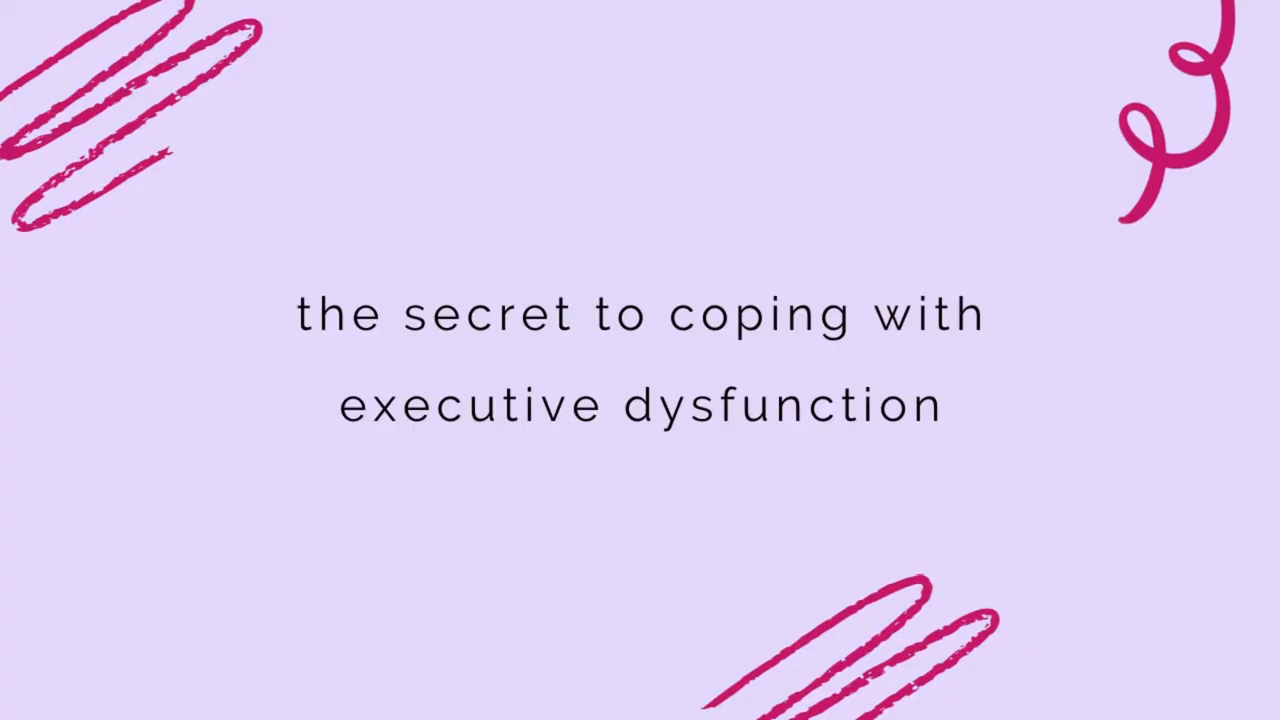 the secret to coping with
executive dysfunction